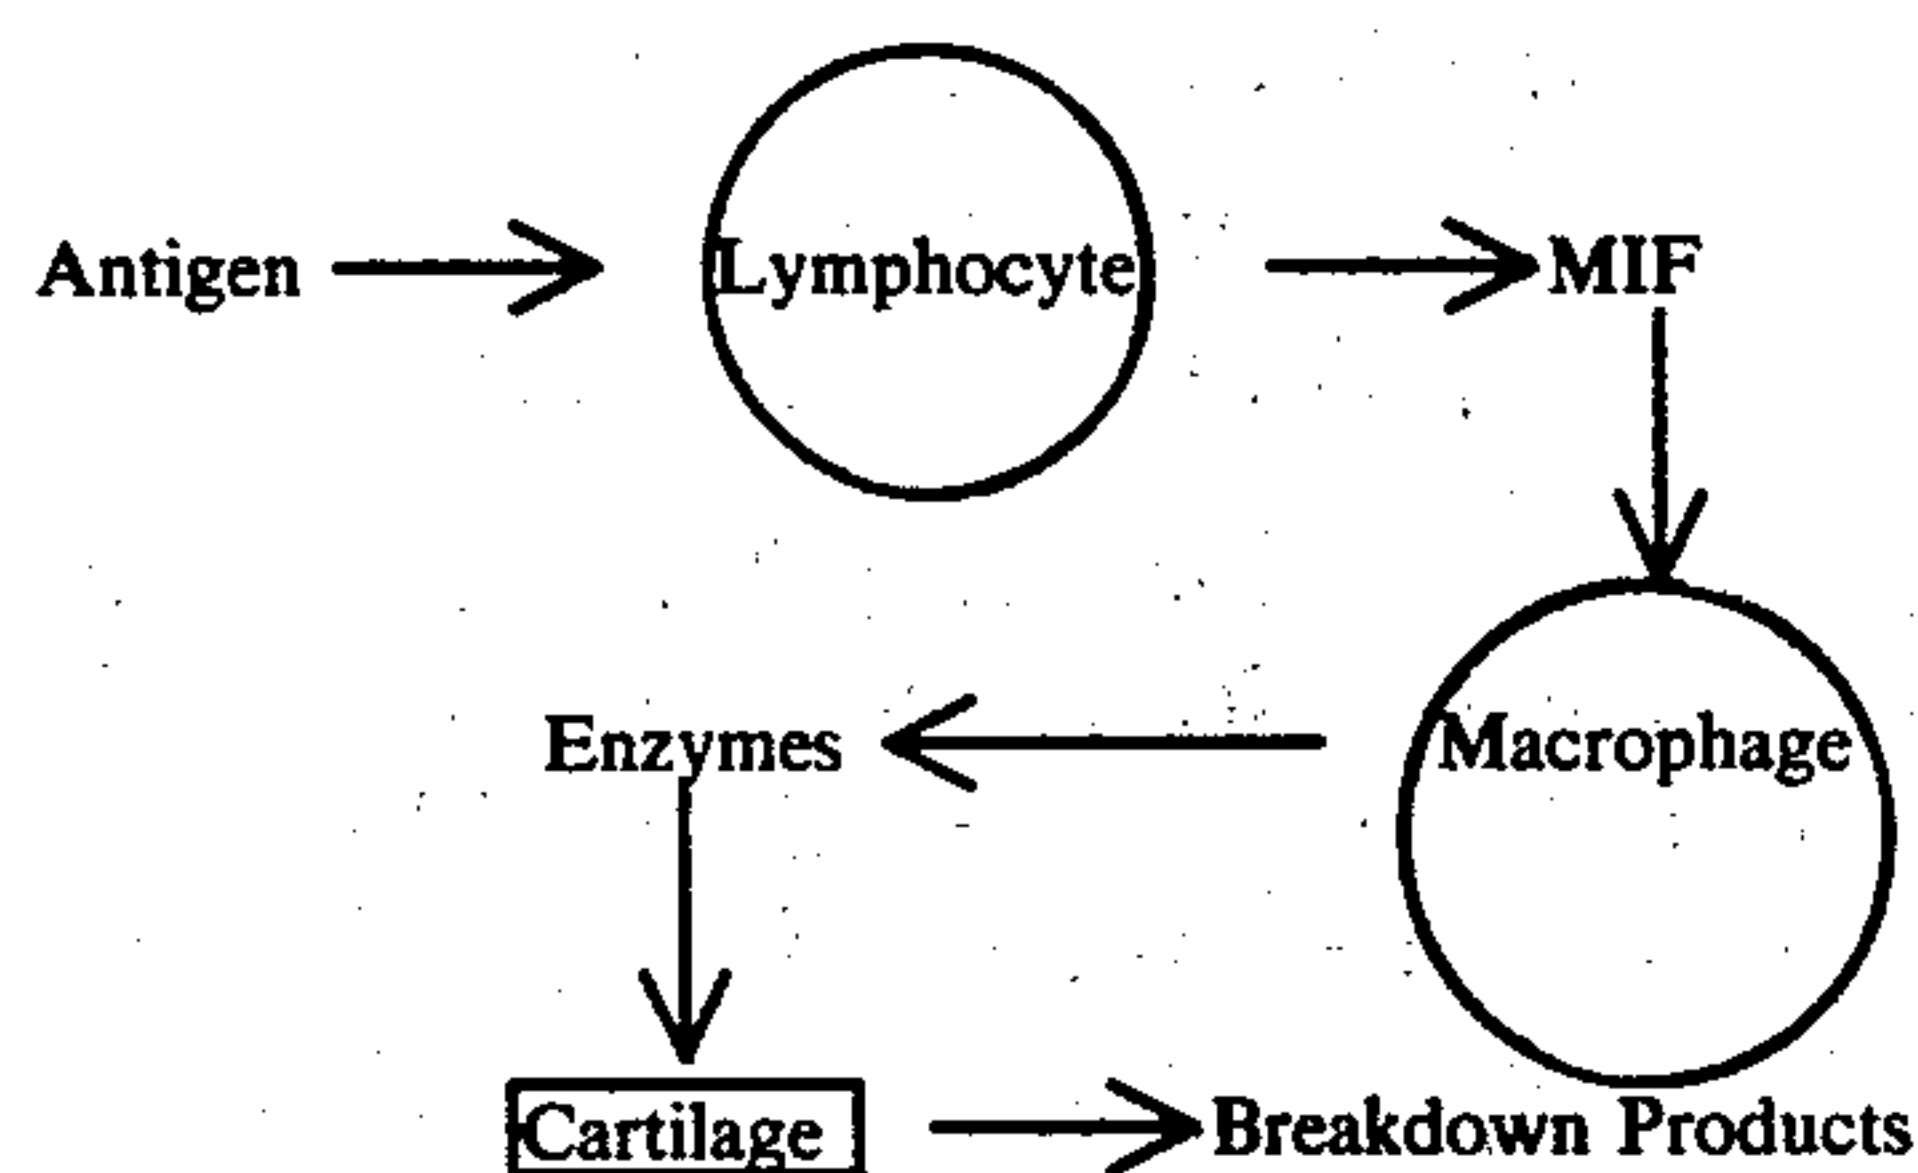 Antigen Lymphocyte MIF
Enzymes Macrophage
Cartilage Breakdown Products